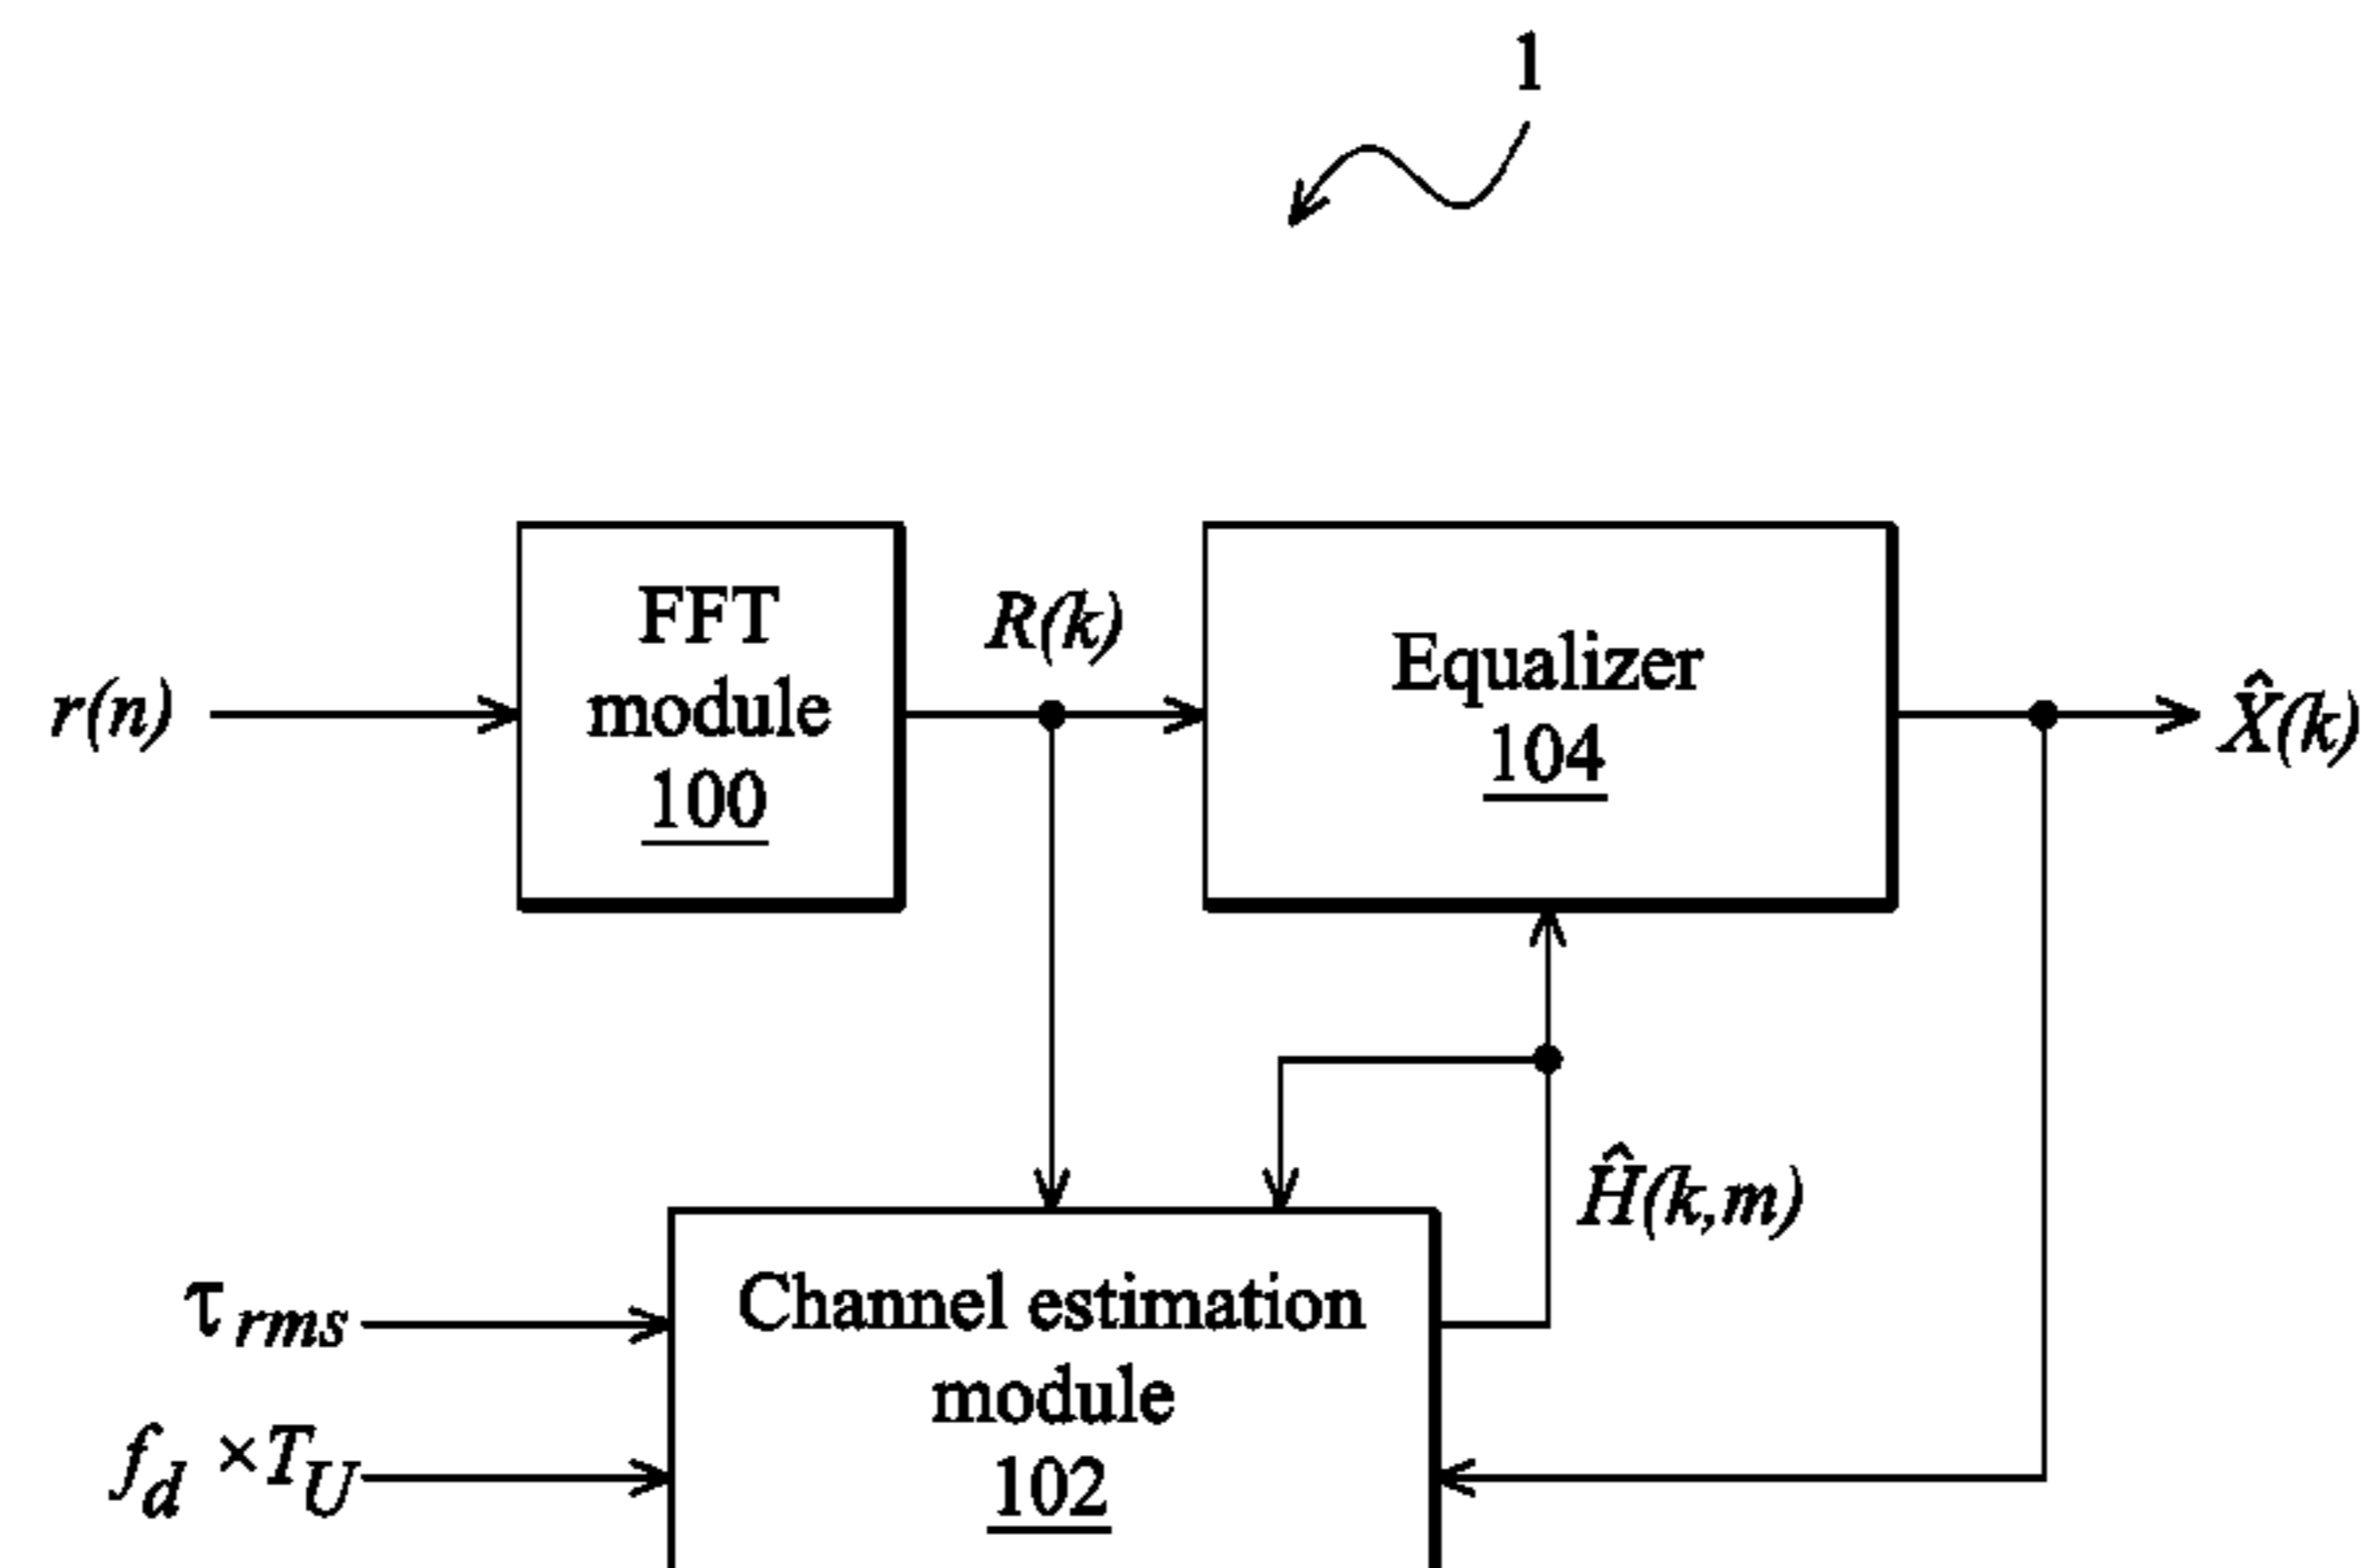 1
FFT
module
100
R(k)
Equalizer
104
r(n)
X̂(k)
Ĥ(k,m)
τrms
fd ×TU
Channel estimation
module
102